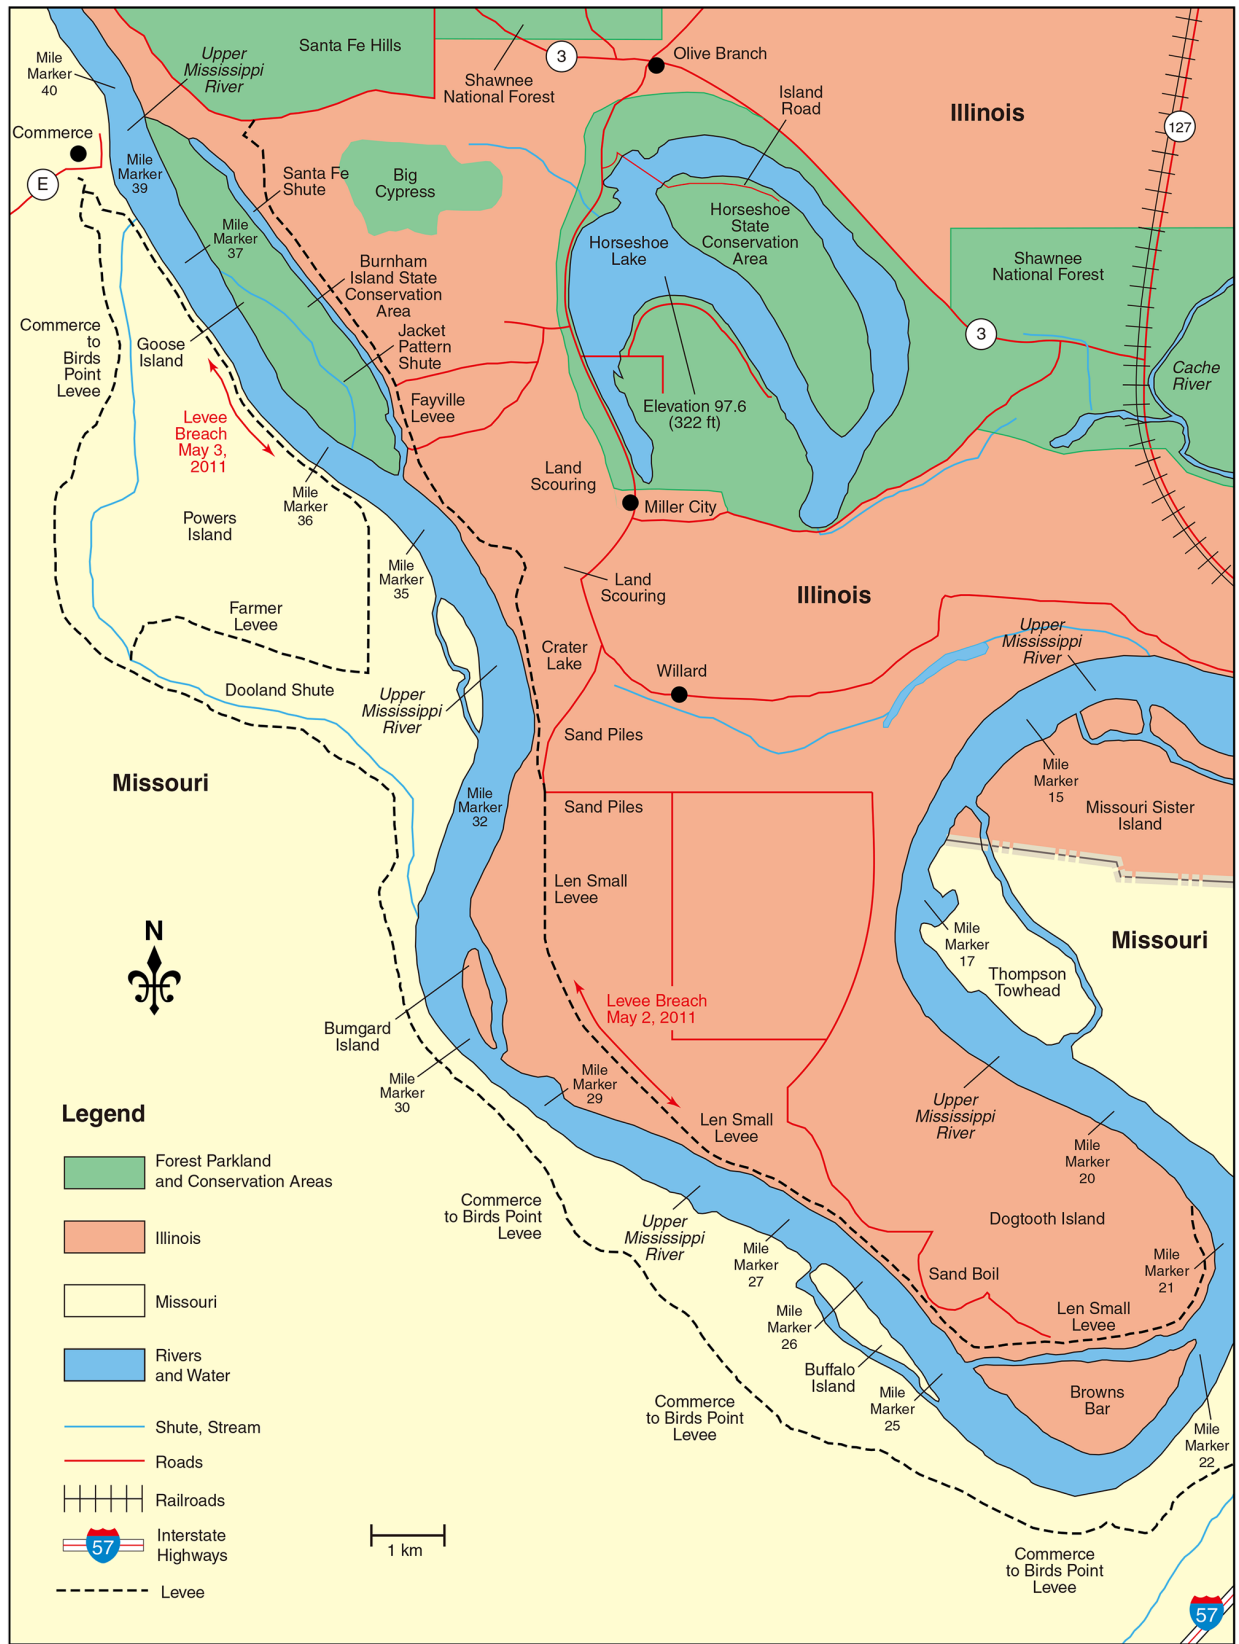 Mile
Marker
40
Upper
Mississippi
River
Santa Fe Hills
Shawnee
National Forest
3
Olive Branch
Island
Road
Illinois
127
Commerce
E
Mile
Marker
39
Santa Fe
Shute
Big
Cypress
Mile
Marker
37
Horseshoe
Lake
Horseshoe
State
Conservation
Area
Shawnee
National Forest
Burnham
Island State
Conservation
Area
Commerce
to
Birds
Point
Levee
Goose
Island
Jacket
Pattern
Shute
3
Cache
River
Levee
Breach
May 3,
2011
Fayville
Levee
Elevation 97.6
(322 ft)
Land
Scouring
Mile
Marker
36
Miller City
Powers
Island
Mile
Marker
35
Land
Scouring
Illinois
Farmer
Levee
Crater
Lake
Willard
Upper
Mississippi
River
Dooland Shute
Upper
Mississippi
River
Sand Piles
Missouri
Mile
Marker
32
Sand Piles
Mile
Marker
15
Missouri Sister
Island
Len Small
Levee
N
Mile
Marker
17
Missouri
Thompson
Towhead
Bumgard
Island
Levee Breach
May 2, 2011
Mile
Marker
30
Mile
Marker
29
Len Small
Levee
Upper
Mississippi
River
Mile
Marker
20
Commerce
to Birds Point
Levee
Upper
Mississippi
River
Mile
Marker
27
Dogtooth Island
Mile
Marker
21
Sand Boil
Mile
Marker
26
Len Small
Levee
Buffalo
Island
Mile
Marker
25
Browns
Bar
Commerce
to Birds Point
Levee
Mile
Marker
22
Commerce
to Birds Point
Levee
57
Legend
Forest Parkland
and Conservation Areas
Illinois
Missouri
Rivers
and Water
Shute, Stream
Roads
Railroads
57
Interstate
Highways
Levee
1 km